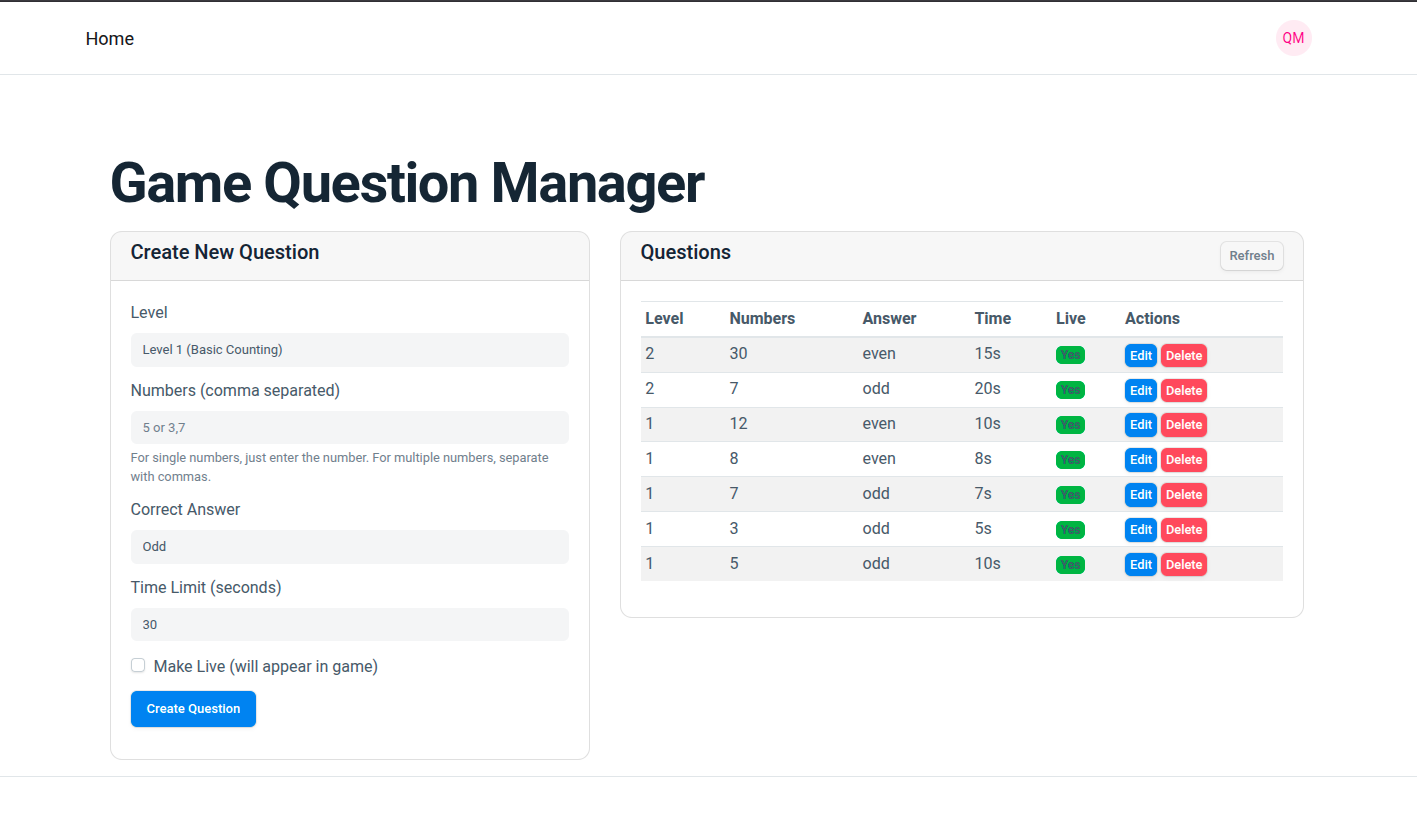 Home
QM
Game Question Manager
Create New Question
Level
Level 1 (Basic Counting)
Numbers (comma separated)
5 or 3,7
For single numbers, just enter the number. For multiple numbers, separate
with commas.
Correct Answer
Odd
Time Limit (seconds)
30
Make Live (will appear in game)
Create Question
Questions
Refresh
Level Numbers Answer Time Live Actions
2 30 even 15s Yes Edit Delete
2 7 odd 20s Yes Edit Delete
1 12 even 10s Yes Edit Delete
1 8 even 8s Yes Edit Delete
1 7 odd 7s Yes Edit Delete
1 3 odd 5s Yes Edit Delete
1 5 odd 10s Yes Edit Delete